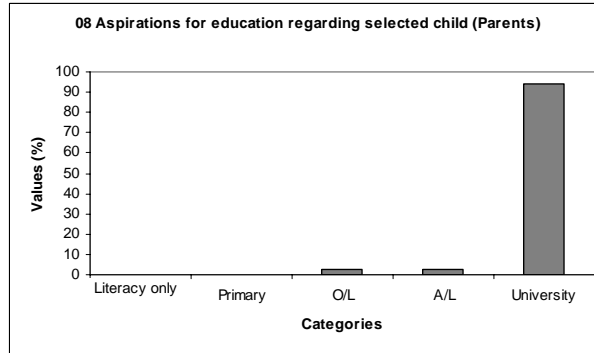 08 Aspirations for education regarding selected child (Parents)
100
90
80
70
60
50
40
30
20
10
0
Values (%)
Literacy only
Primary
O/L
A/L
University
Categories